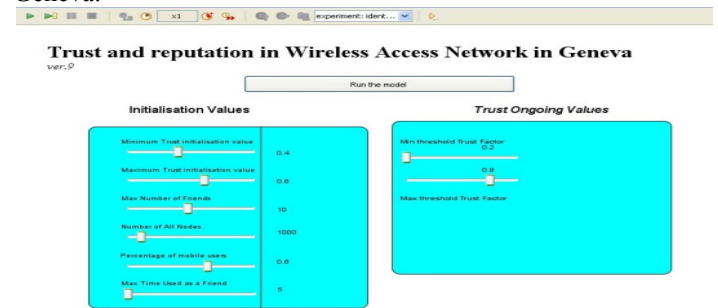 Geneva.
x1 experiment: ident...
Trust and reputation in Wireless Access Network in Geneva
ver.9
Run the model
Initialisation Values
Trust Ongoing Values
Minimum Trust initialisation value
0.4
Maximum Trust initialisation value
0.6
Max Number of Friends
10
Number of All Nodes
1000
Percentage of mobile users
0.6
Max Time Used as a Friend
5
Min threshold Trust Factor
0.2
0.8
Max threshold Trust Factor